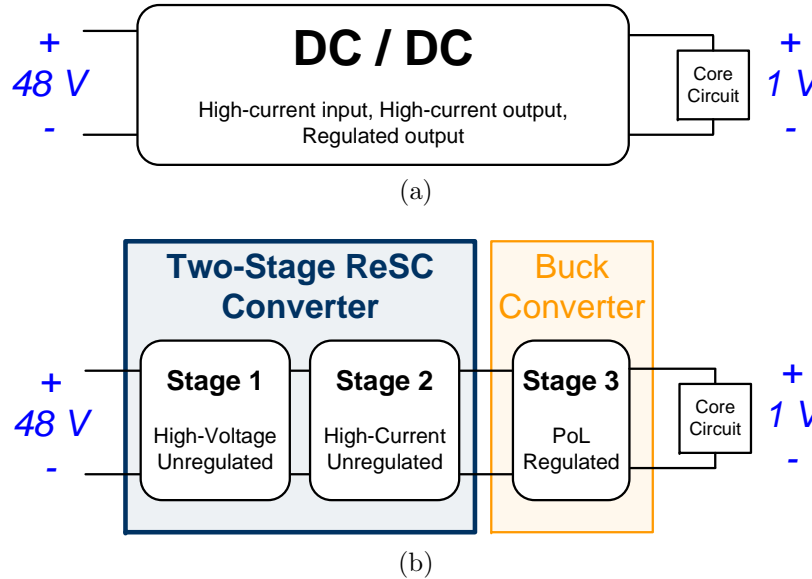 +
48 V
-
DC / DC
High-current input, High-current output,
Regulated output
Core
Circuit
+
1 V
-
(a)
Two-Stage ReSC
Converter
Buck
Converter
+
48 V
-
Stage 1
High-Voltage
Unregulated
Stage 2
High-Current
Unregulated
Stage 3
PoL
Regulated
Core
Circuit
+
1 V
-
(b)